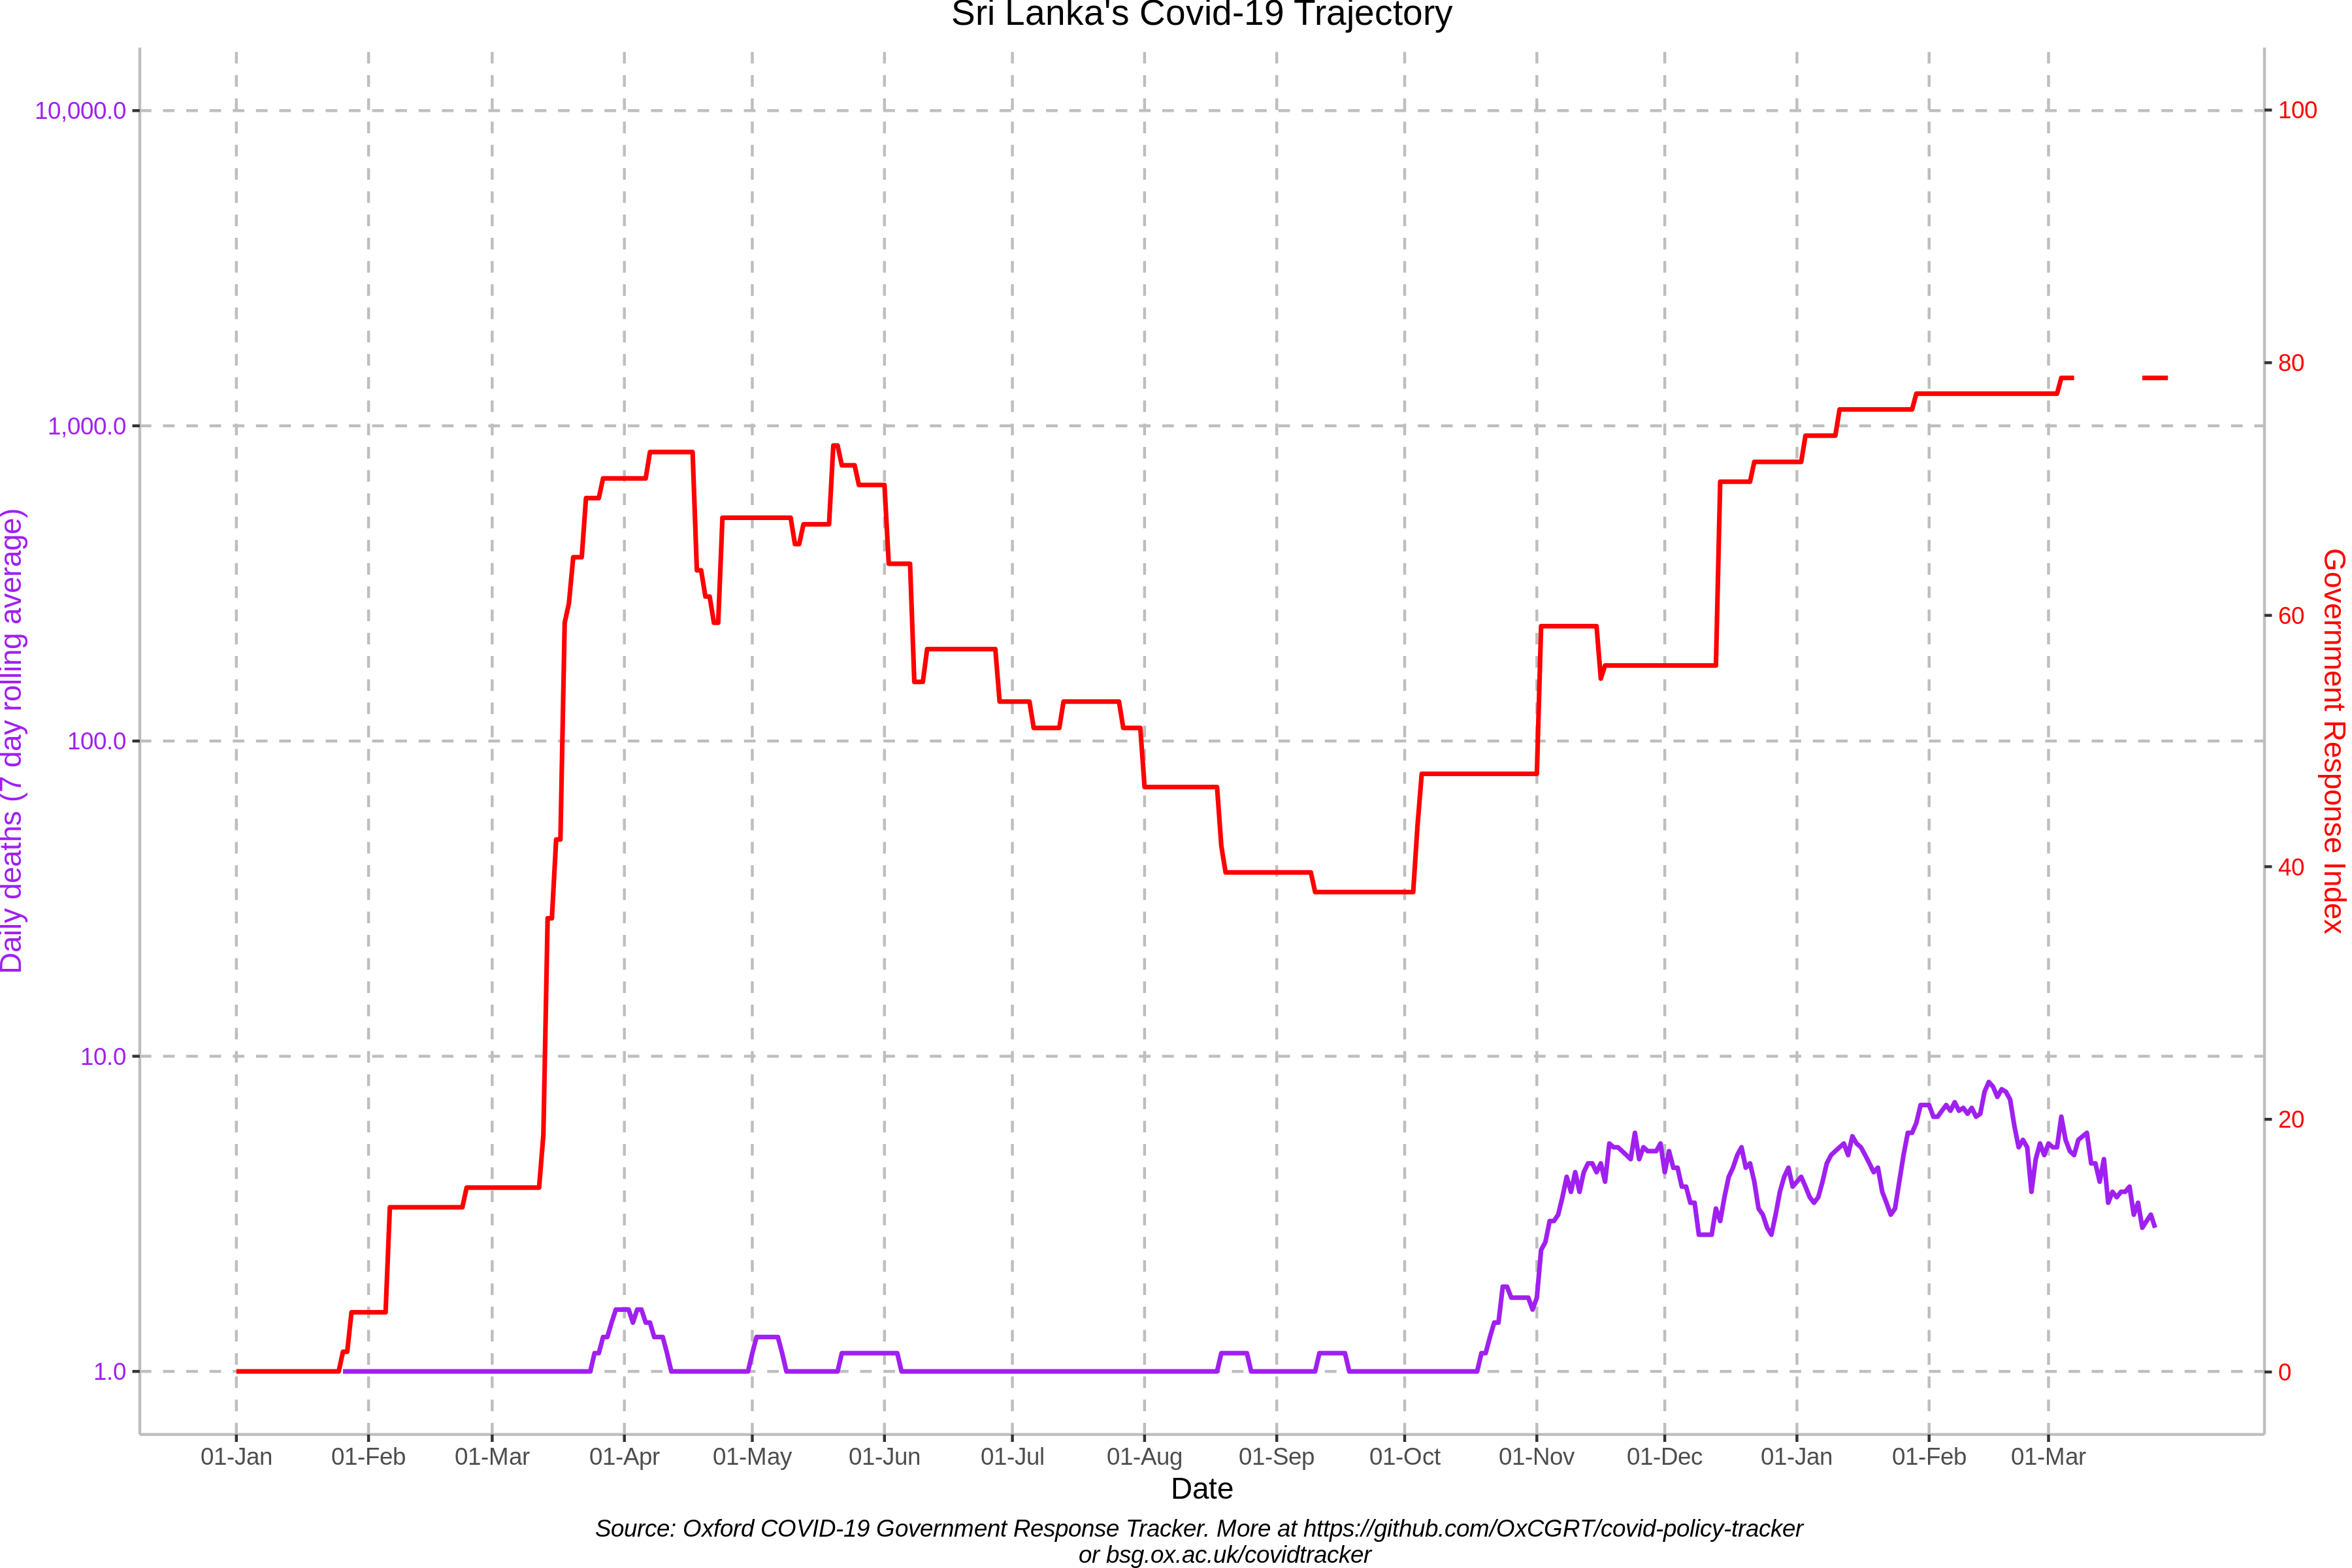 Sri Lanka's Covid-19 Trajectory
10,000.0
1,000.0
100.0
10.0
1.0
Daily deaths (7 day rolling average)
100
80
60
40
20
0
Government Response Index
01-Jan 01-Feb 01-Mar 01-Apr 01-May 01-Jun 01-Jul 01-Aug 01-Sep 01-Oct 01-Nov 01-Dec 01-Jan 01-Feb 01-Mar
Date
Source: Oxford COVID-19 Government Response Tracker. More at https://github.com/OxCGRT/covid-policy-tracker
or bsg.ox.ac.uk/covidtracker